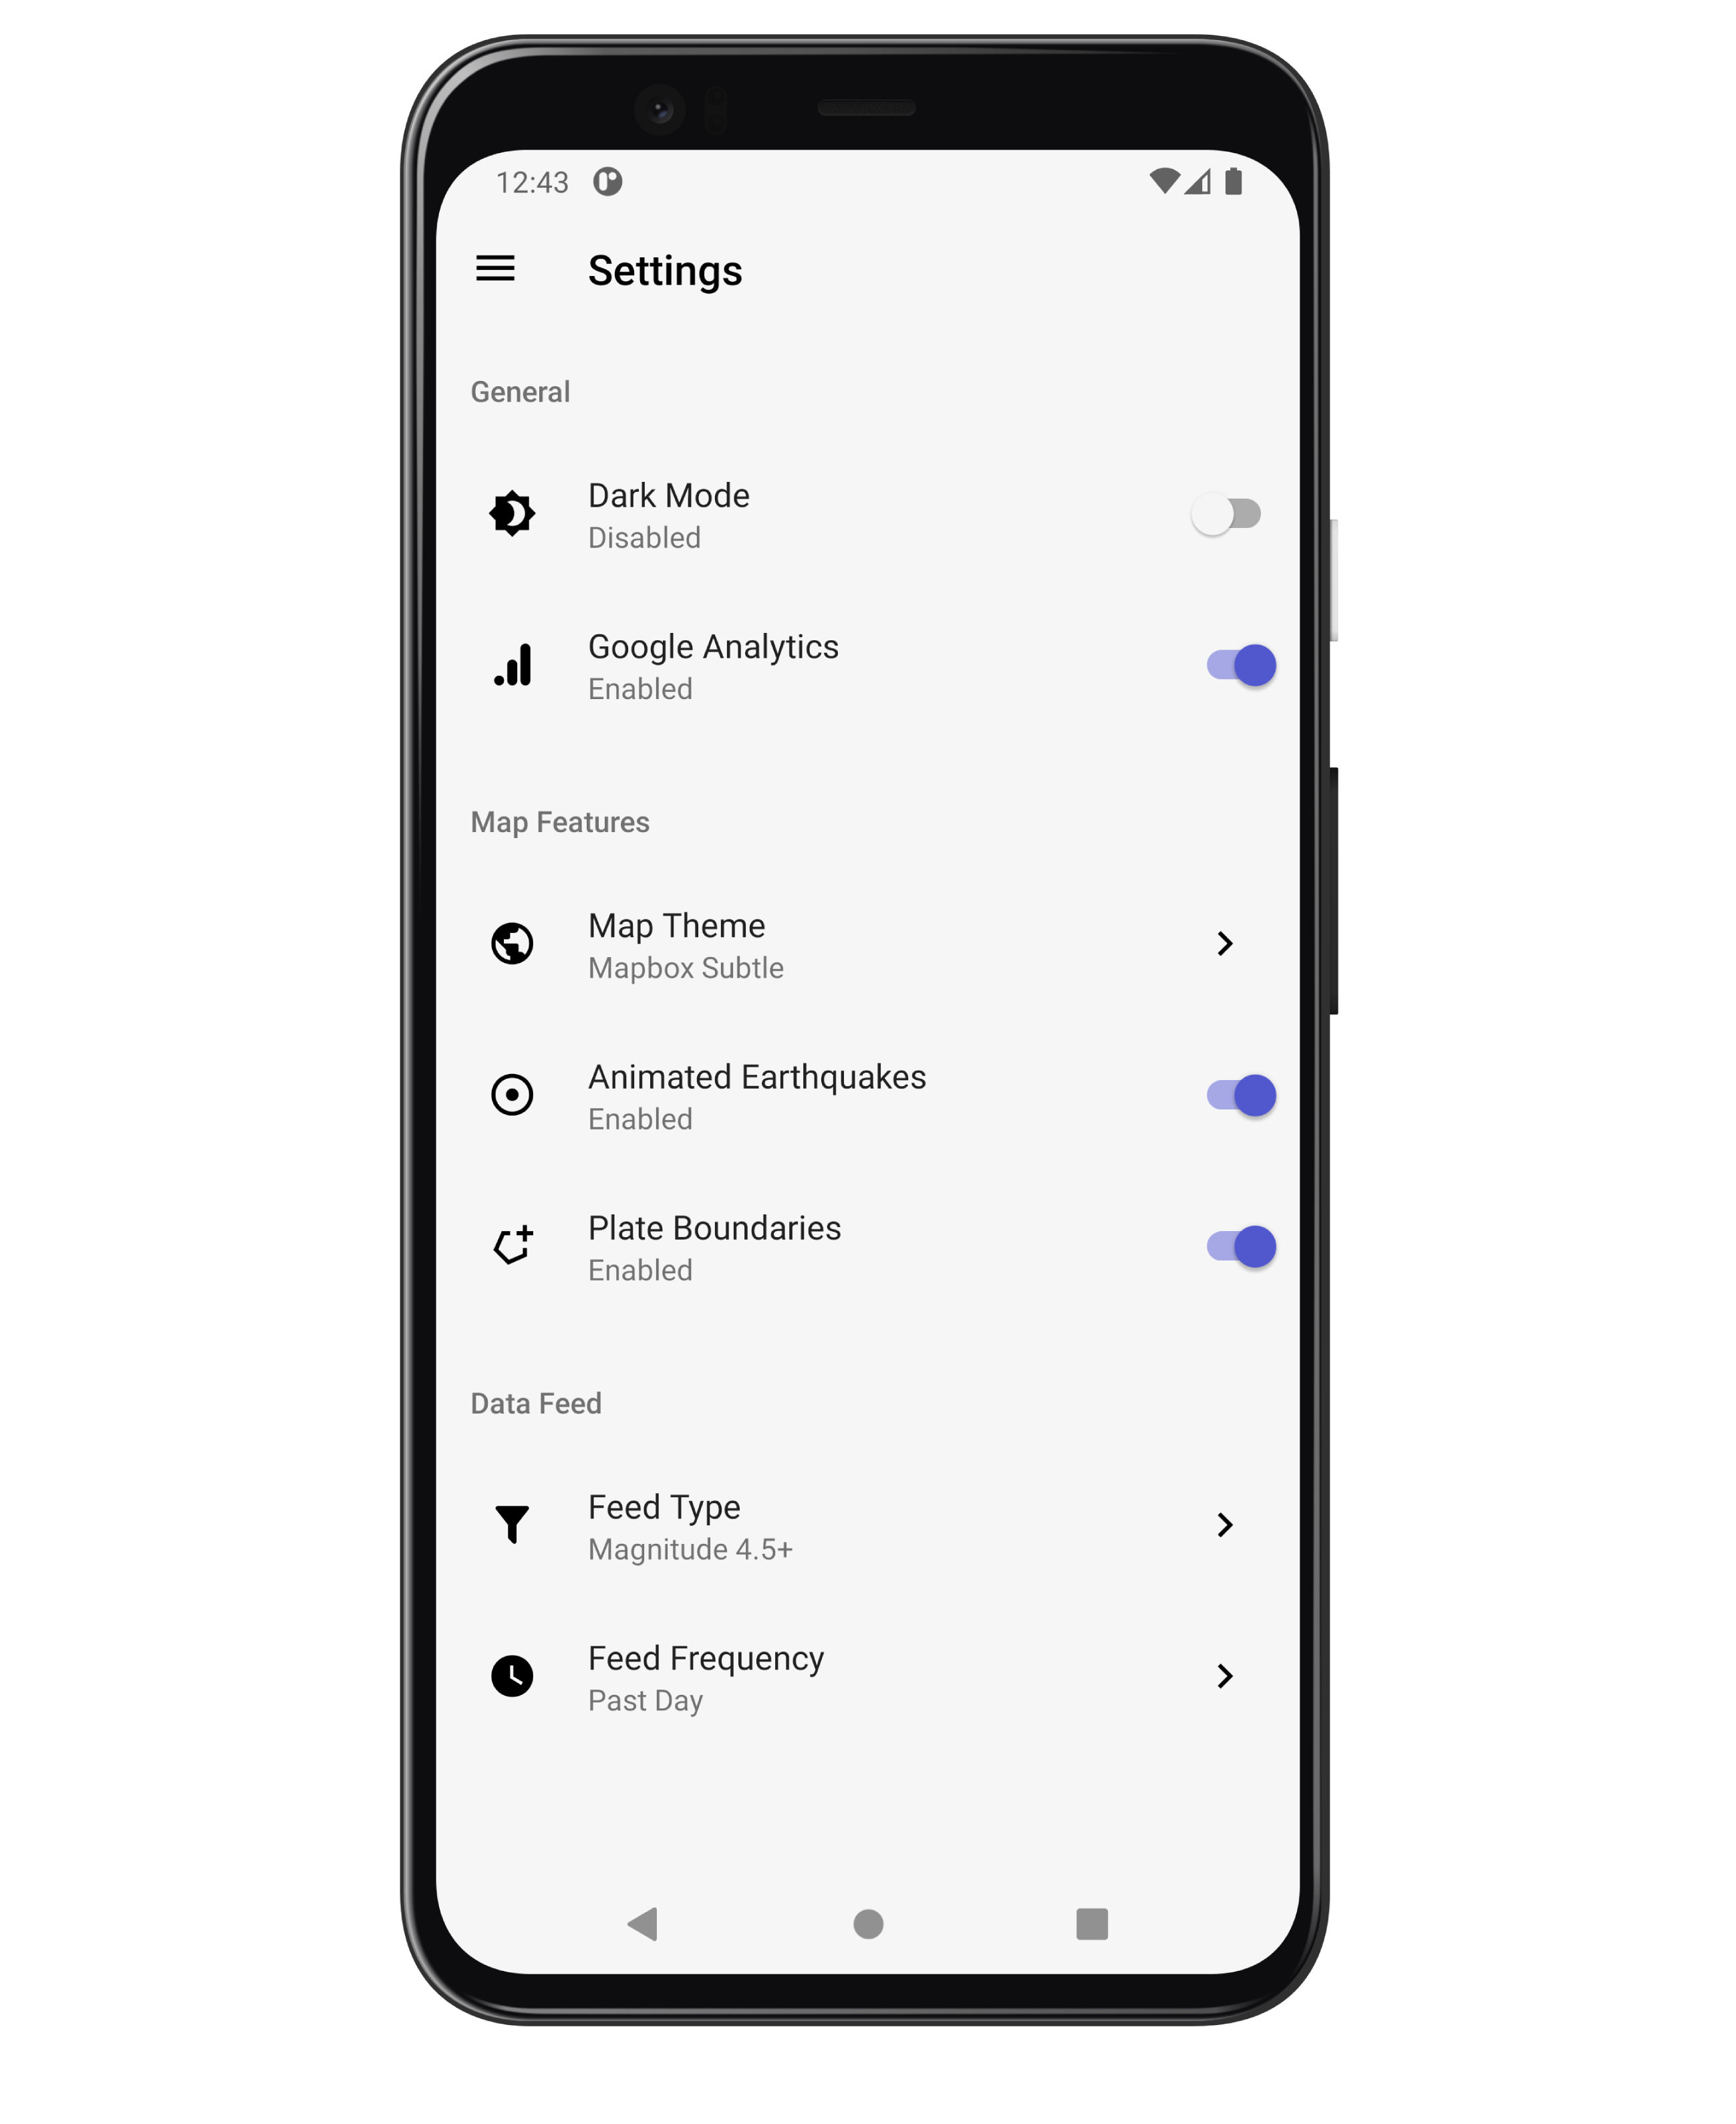 12:43
Settings
General
Dark Mode
Disabled
Google Analytics
Enabled
Map Features
Map Theme
Mapbox Subtle
Animated Earthquakes
Enabled
Plate Boundaries
Enabled
Data Feed
Feed Type
Magnitude 4.5+
Feed Frequency
Past Day